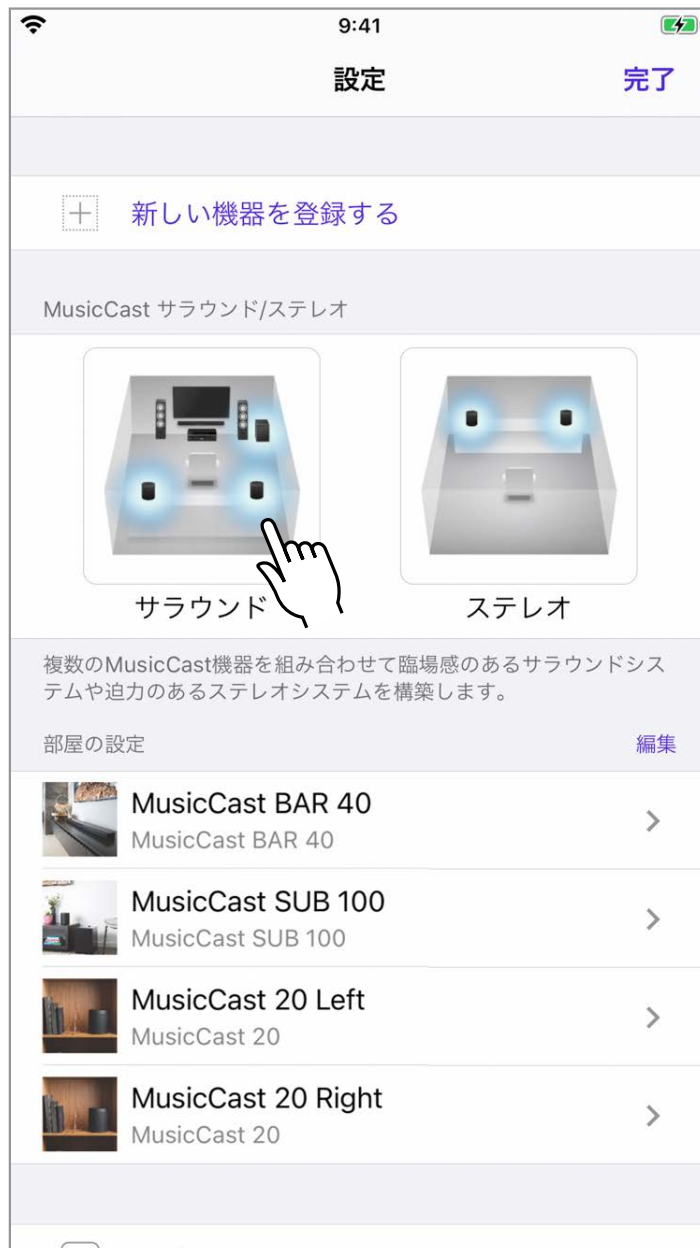 9:41
設定
完了
新しい機器を登録する
MusicCast サラウンド/ステレオ
サラウンド
ステレオ
複数のMusicCast機器を組み合わせて臨場感のあるサラウンドシス
テムや迫力のあるステレオシステムを構築します。
部屋の設定
編集
MusicCast BAR 40
MusicCast BAR 40
MusicCast SUB 100
MusicCast SUB 100
MusicCast 20 Left
MusicCast 20
MusicCast 20 Right
MusicCast 20